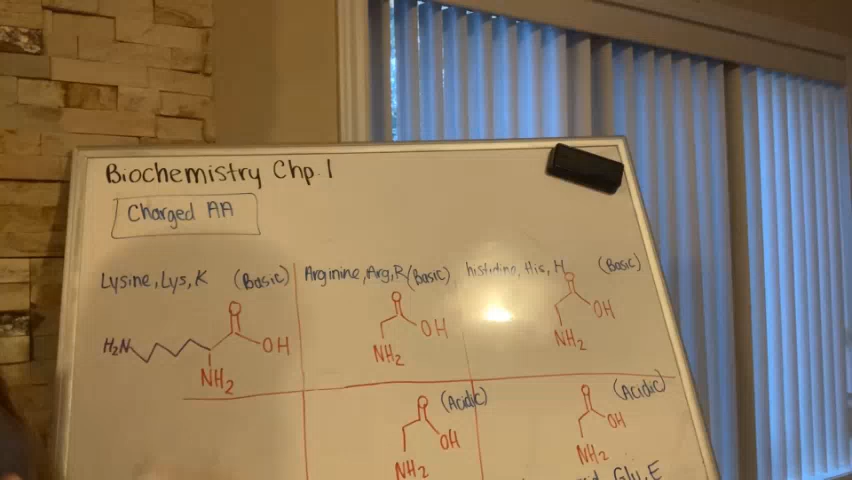 Biochemistry Chp. 1
Charged AA
Lysine, Lys, K (Basic)
Arginine, Arg, R (Basic)
histidine, His, H (Basic)
H₂N
OH
NH₂
OH
NH₂
OH
NH₂
(Acidic)
OH
NH₂
(Acidic)
OH
NH₂
Glu, E